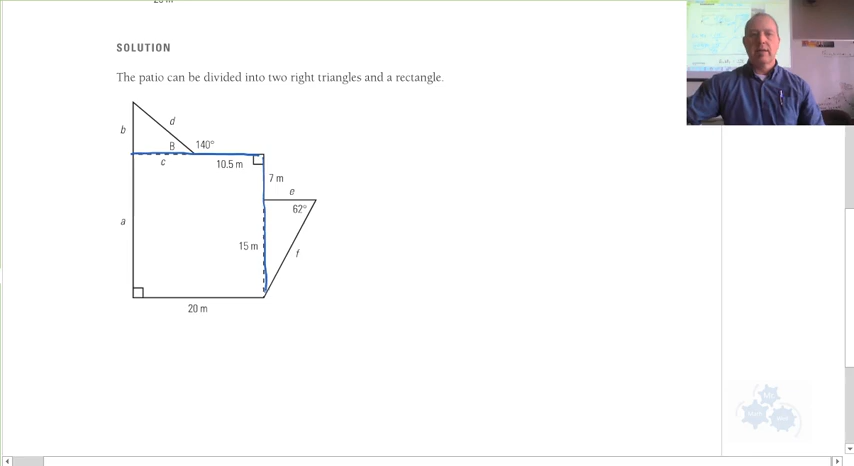 20 m
SOLUTION
The patio can be divided into two right triangles and a rectangle.
d
b
B
140°
c
10.5 m
7 m
e
62°
a
15 m
f
20 m